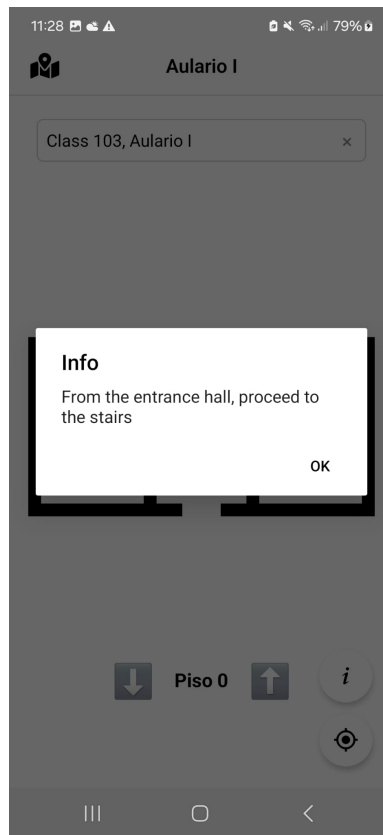 11:28 79%
Aulario I
Class 103, Aulario I ×
Info
From the entrance hall, proceed to
the stairs
OK
Piso 0
i